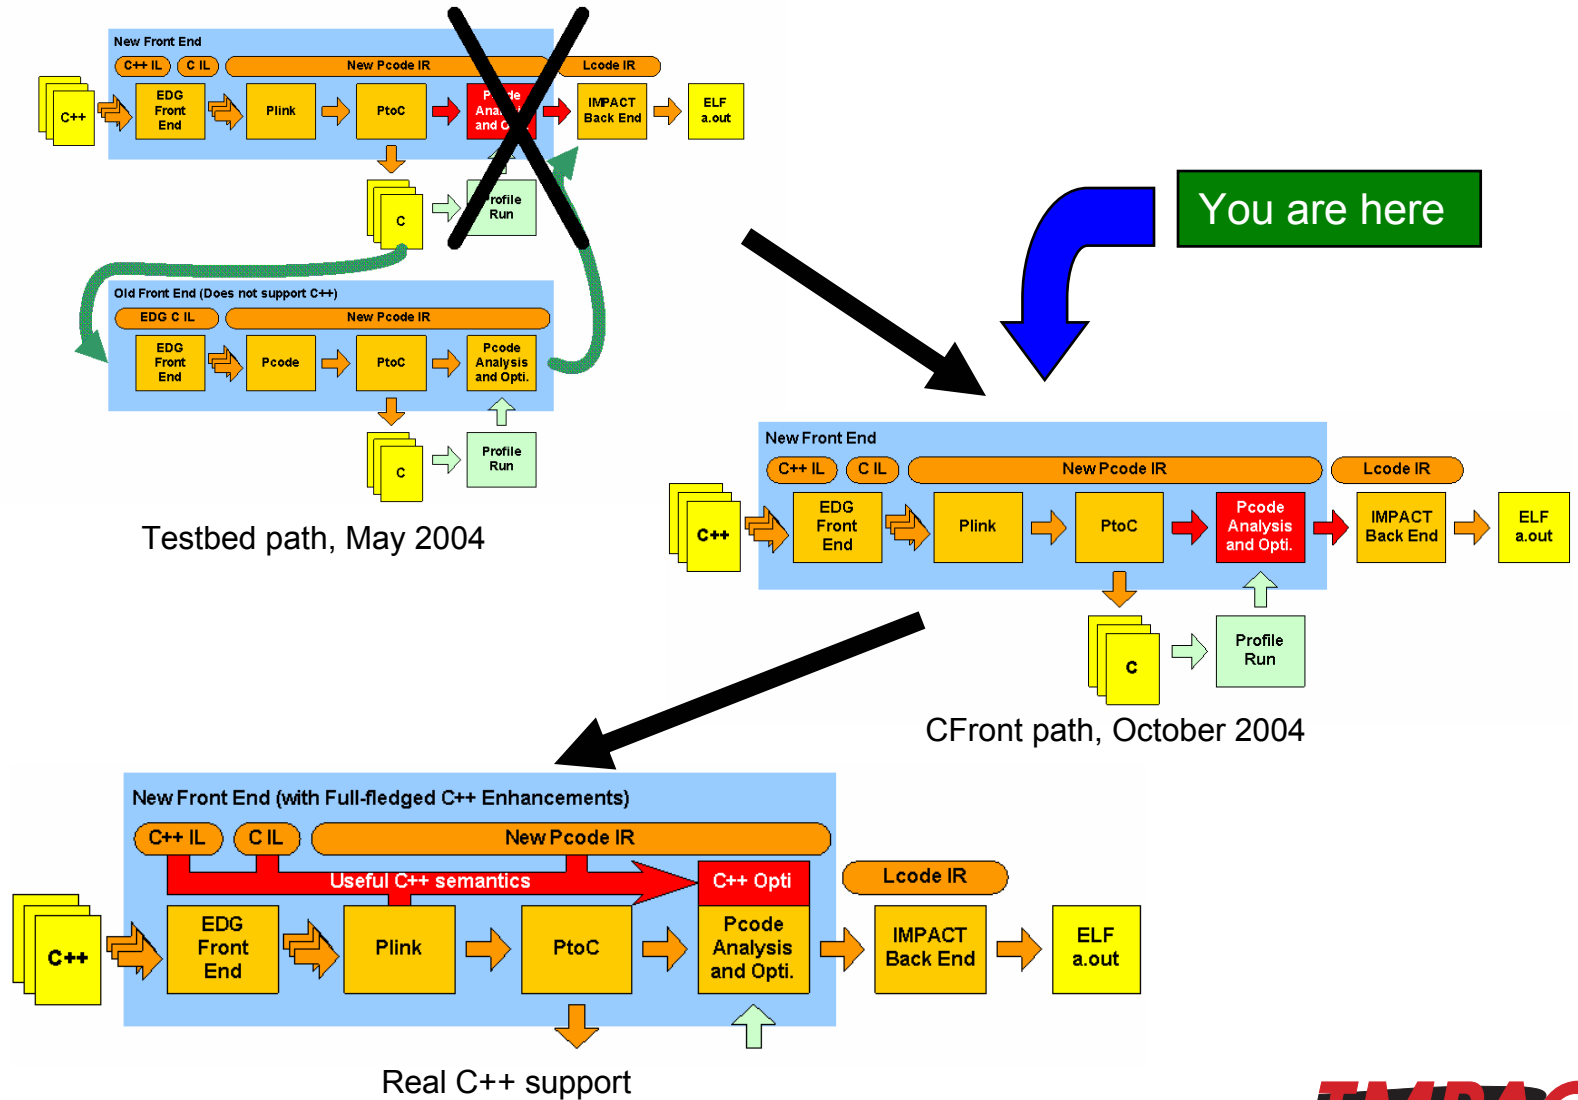 New Front End
C++ IL
C IL
New Pcode IR
Lcode IR
C++
EDG
Front
End
Plink
PtoC
and
IMPACT
Back End
ELF
a.out
C
Run
You are here
Old Front End (Does not support C++)
EDG C IL
New Pcode IR
EDG
Front
End
Pcode
PtoC
Pcode
Analysis
and Opti.
C
Profile
Run
Testbed path, May 2004
New Front End
C++ IL
C IL
New Pcode IR
Lcode IR
C++
EDG
Front
End
Plink
PtoC
Pcode
Analysis
and Opti.
IMPACT
Back End
ELF
a.out
C
Profile
Run
CFront path, October 2004
New Front End (with Full-fledged C++ Enhancements)
C++ IL
C IL
New Pcode IR
Lcode IR
Useful C++ semantics
C++ Opti
C++
EDG
Front
End
Plink
PtoC
Pcode
Analysis
and Opti.
IMPACT
Back End
ELF
a.out
Real C++ support